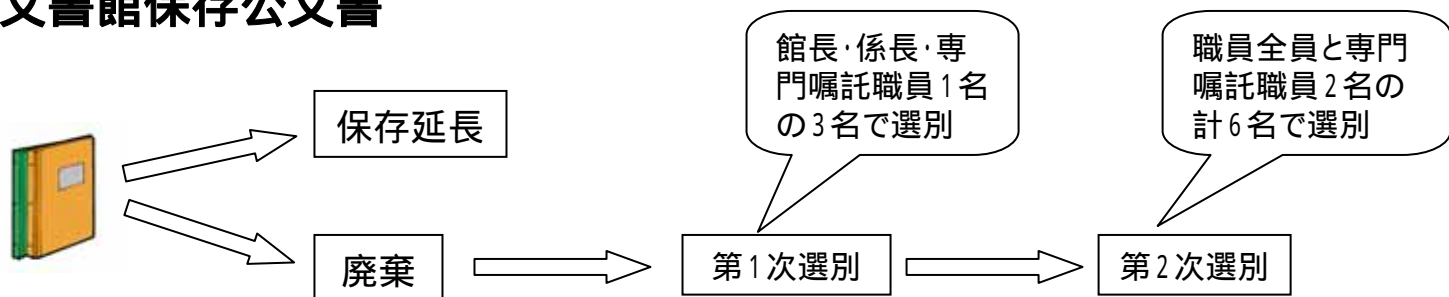 文書館保存公文書
館長・係長・専
門嘱託職員1名
の3名で選別
職員全員と専門
嘱託職員2名の
計6名で選別
保存延長
廃棄
第1次選別
第2次選別